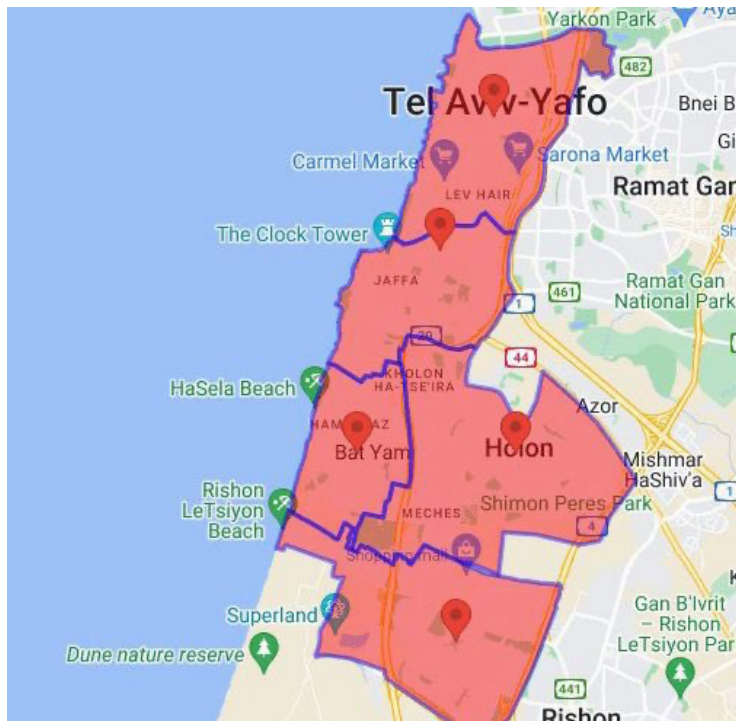 Yarkon Park
482
Tel Aviv-Yafo
Bnei B
Gi
Carmel Market
Sarona Market
LEV HAIR
Ramat Gan
The Clock Tower
Sh
JAFFA
Ramat Gan
National Park
461
1
20
44
KHOLON
HA-TSE'IRA
HaSela Beach
Azor
Bat Yam
Holon
Mishmar
HaShiv'a
Rishon
LeTsiyon
Beach
1
MECHES
Shimon Peres Park
4
Shopping mall
K
Superland
Gan B'Ivrit
– Rishon
LeTsiyon Par
Dune nature reserve
441
Rishon